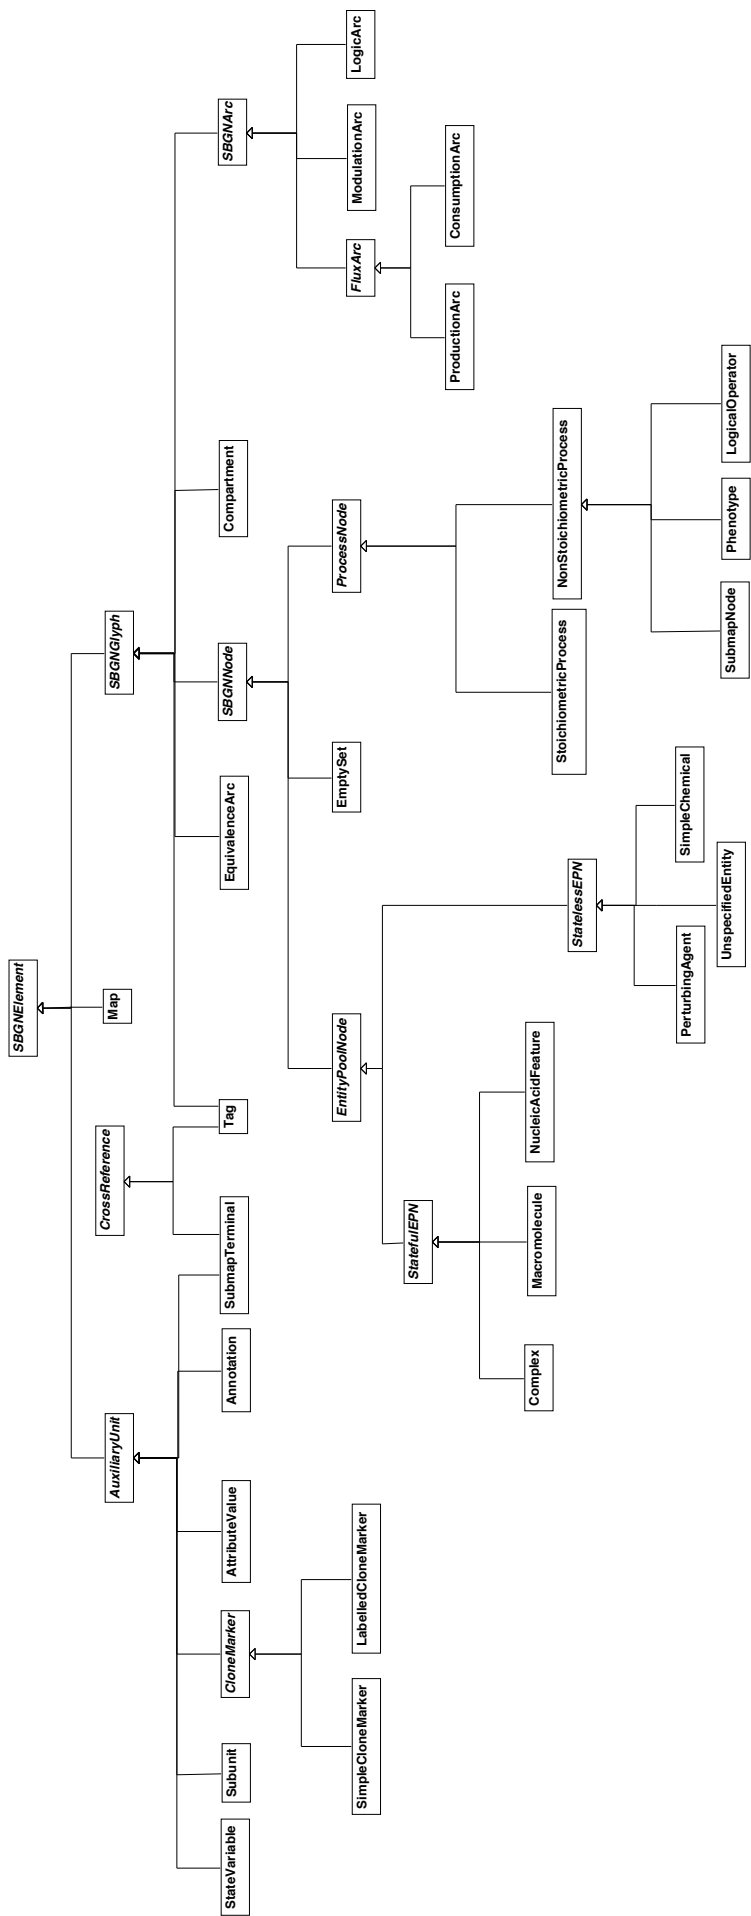 SBGNElement
AuxiliaryUnit
CrossReference
Map
SBGNGlyph
StateVariable
Subunit
CloneMarker
AttributeValue
Annotation
SubmapTerminal
Tag
EquivalenceArc
SBGNNode
Compartment
SBGNArc
SimpleCloneMarker
LabelledCloneMarker
EntityPoolNode
EmptySet
ProcessNode
FluxArc
ModulationArc
LogicArc
StatefulEPN
ProductionArc
ConsumptionArc
Complex
Macromolecule
NucleicAcidFeature
StatelessEPN
StoichiometricProcess
NonStoichiometricProcess
PerturbingAgent
UnspecifiedEntity
SimpleChemical
SubmapNode
Phenotype
LogicalOperator